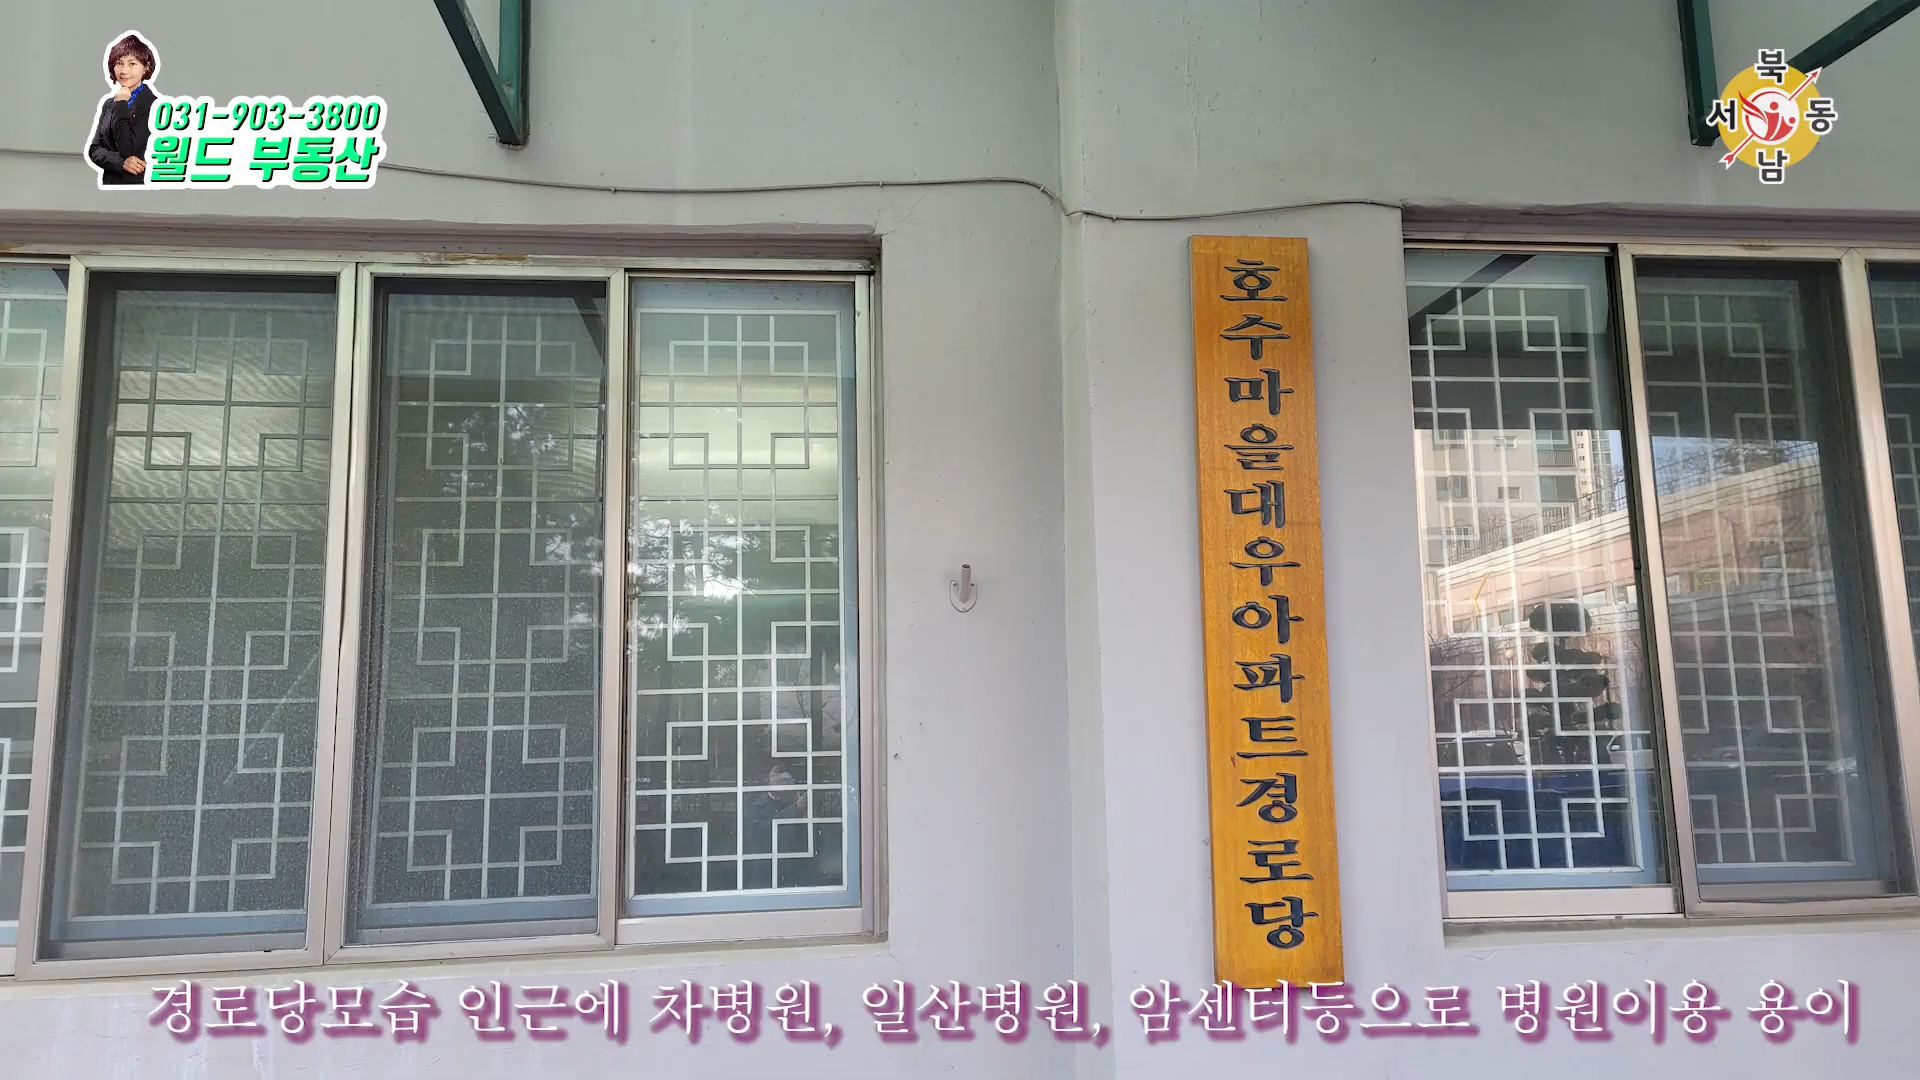 031-903-3800
월드 부동산
북
서 동
남
호수마을대우아파트경로당
경로당모습 인근에 차병원, 일산병원, 암센터등으로 병원이용 용이